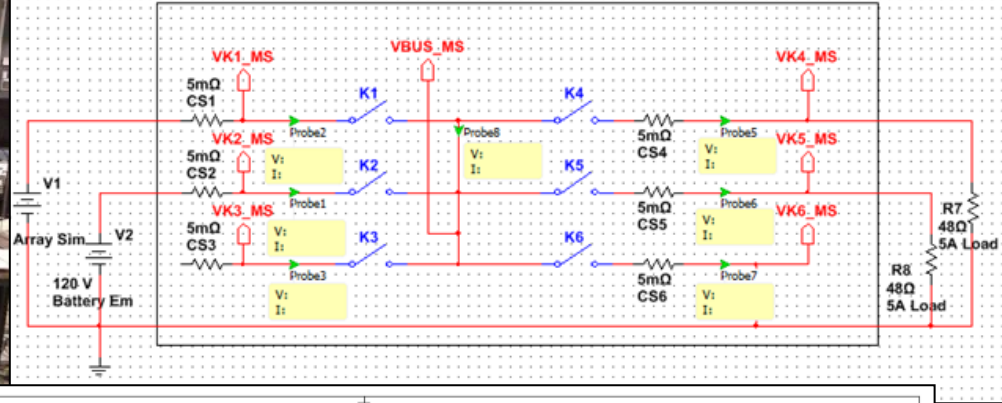 VBUS_MS
VK1_MS
VK4_MS
5mΩ
CS1
K1
K4
Probe2
Probe8
5mΩ
CS4
Probe5
VK2_MS
VK5_MS
5mΩ
CS2
V:
I:
V:
I:
V:
I:
K2
K5
V1
Probe1
5mΩ
CS5
Probe6
VK3_MS
VK6_MS
R7
48Ω
5A Load
Array Sim
V2
5mΩ
CS3
V:
I:
V:
I:
K3
K6
Probe3
5mΩ
CS6
Probe7
R8
48Ω
5A Load
120 V
Battery Em
V:
I:
V:
I: